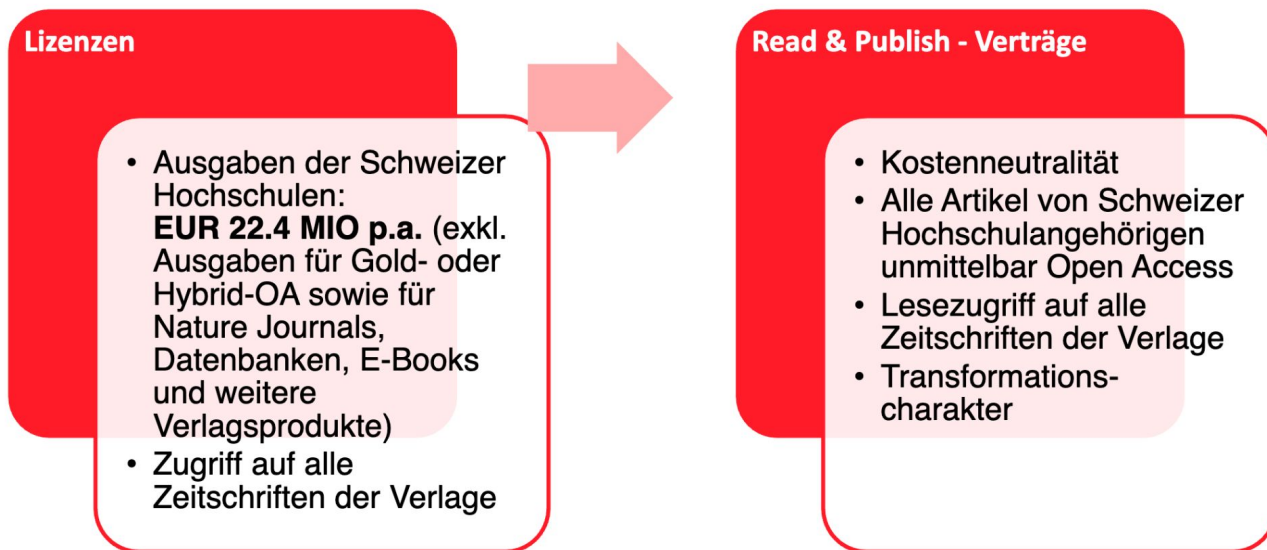 Lizenzen
• Ausgaben der Schweizer
Hochschulen:
EUR 22.4 MIO p.a. (exkl.
Ausgaben für Gold- oder
Hybrid-OA sowie für
Nature Journals,
Datenbanken, E-Books
und weitere
Verlagsprodukte)
• Zugriff auf alle
Zeitschriften der Verlage
Read & Publish - Verträge
• Kostenneutralität
• Alle Artikel von Schweizer
Hochschulangehörigen
unmittelbar Open Access
• Lesezugriff auf alle
Zeitschriften der Verlage
• Transformations-
charakter